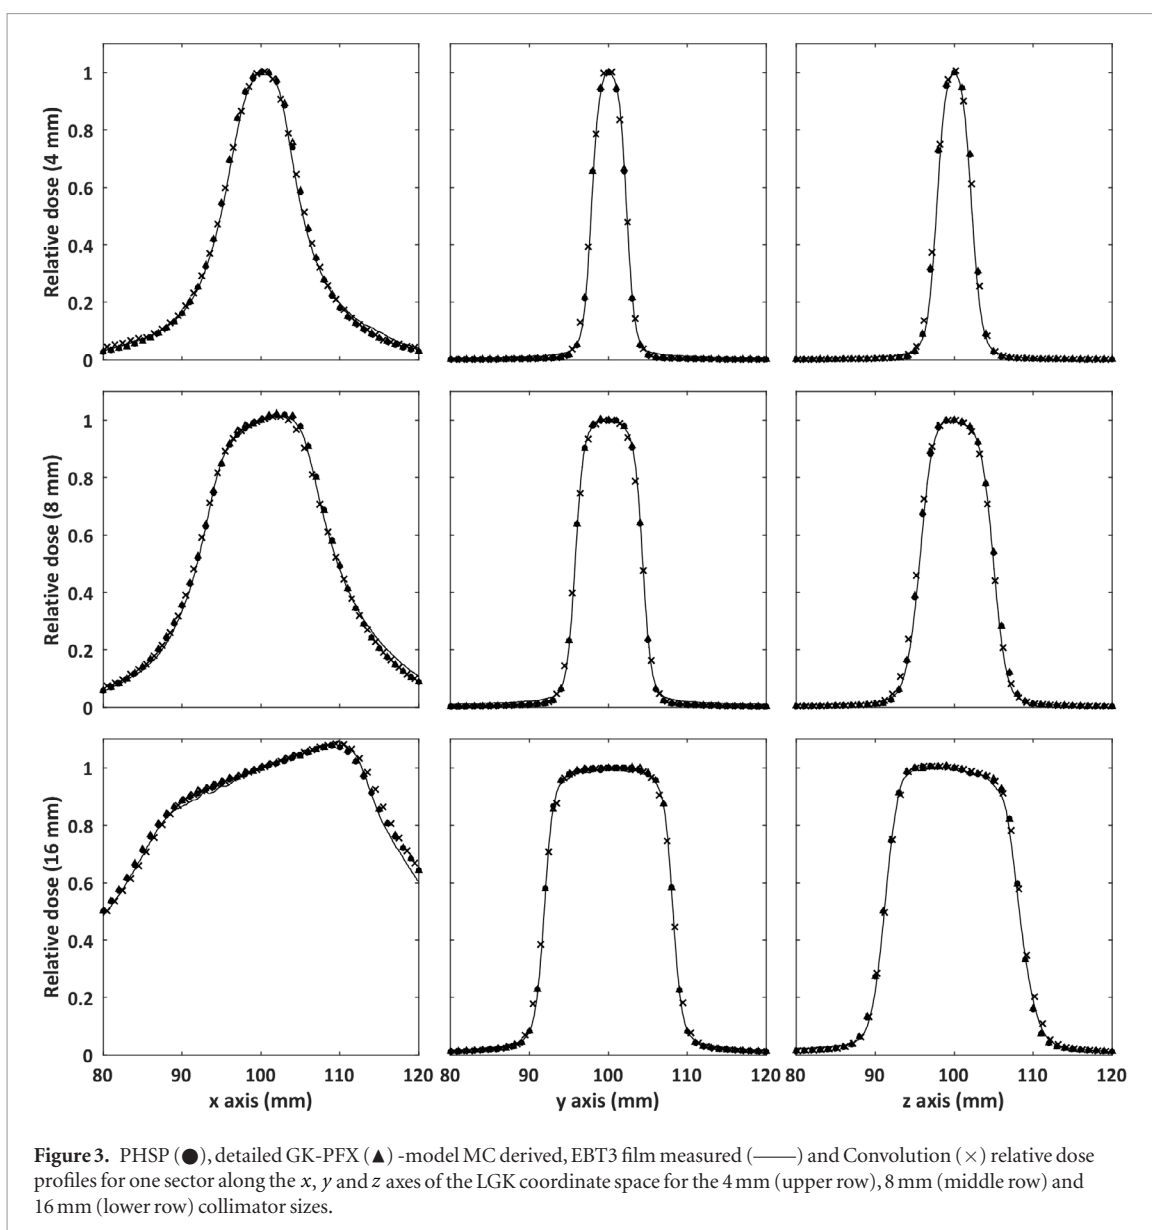 Relative dose (4 mm)
1
0.8
0.6
0.4
0.2
0
Relative dose (8 mm)
1
0.8
0.6
0.4
0.2
0
Relative dose (16 mm)
1
0.8
0.6
0.4
0.2
0
80 90 100 110 120
x axis (mm)
80 90 100 110 120
y axis (mm)
80 90 100 110 120
z axis (mm)
Figure 3. PHSP (●), detailed GK-PFX (▲) -model MC derived, EBT3 film measured (——) and Convolution (×) relative dose
profiles for one sector along the x, y and z axes of the LGK coordinate space for the 4 mm (upper row), 8 mm (middle row) and
16 mm (lower row) collimator sizes.